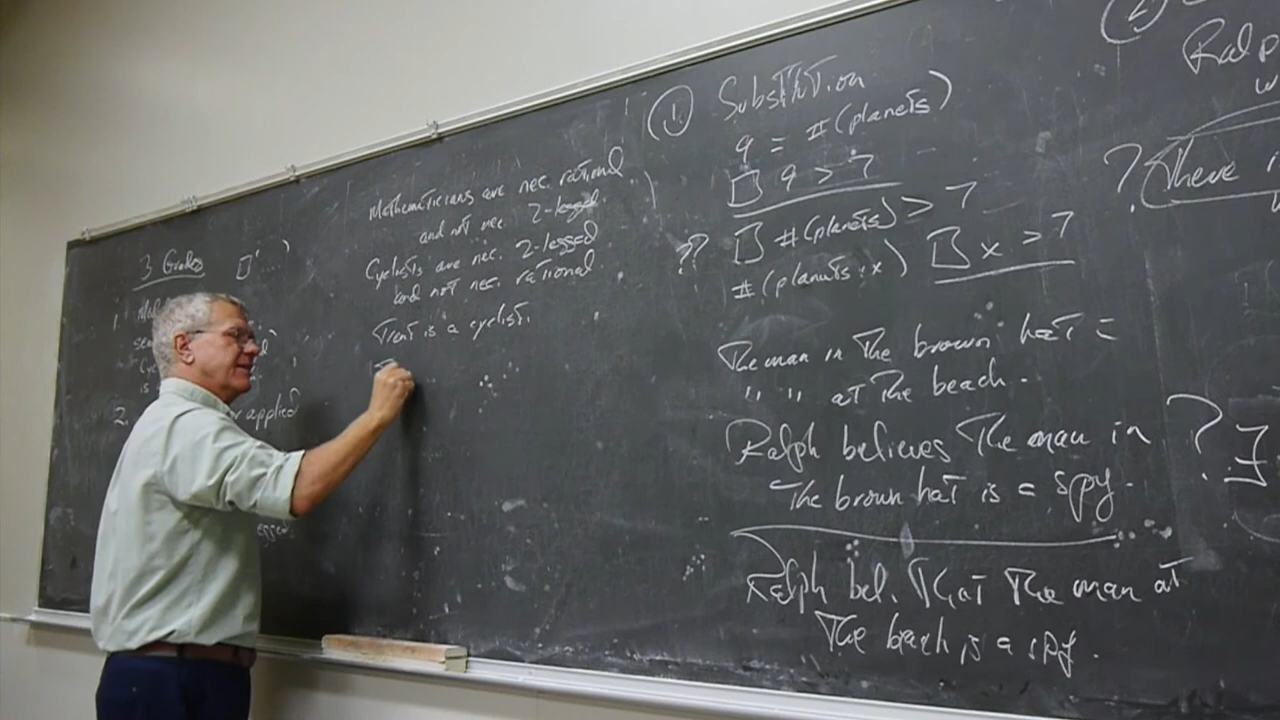 3 Grades □
1.
2. applied
Mathematicians are nec. rational
and not nec. 2-legged.
Cyclists are nec. 2-legged
and not nec. rational.
Trent is a cyclist.
① Substitution
9 = #(planets)
□ 9 > 7
?? □ #(planets) > 7
#(planets: x) □ x > 7
The man in the brown hat =
" " at the beach.
Ralph believes the man in
the brown hat is a spy.
Ralph bel. that the man at
the beach is a spy.
②
? There
? ∃